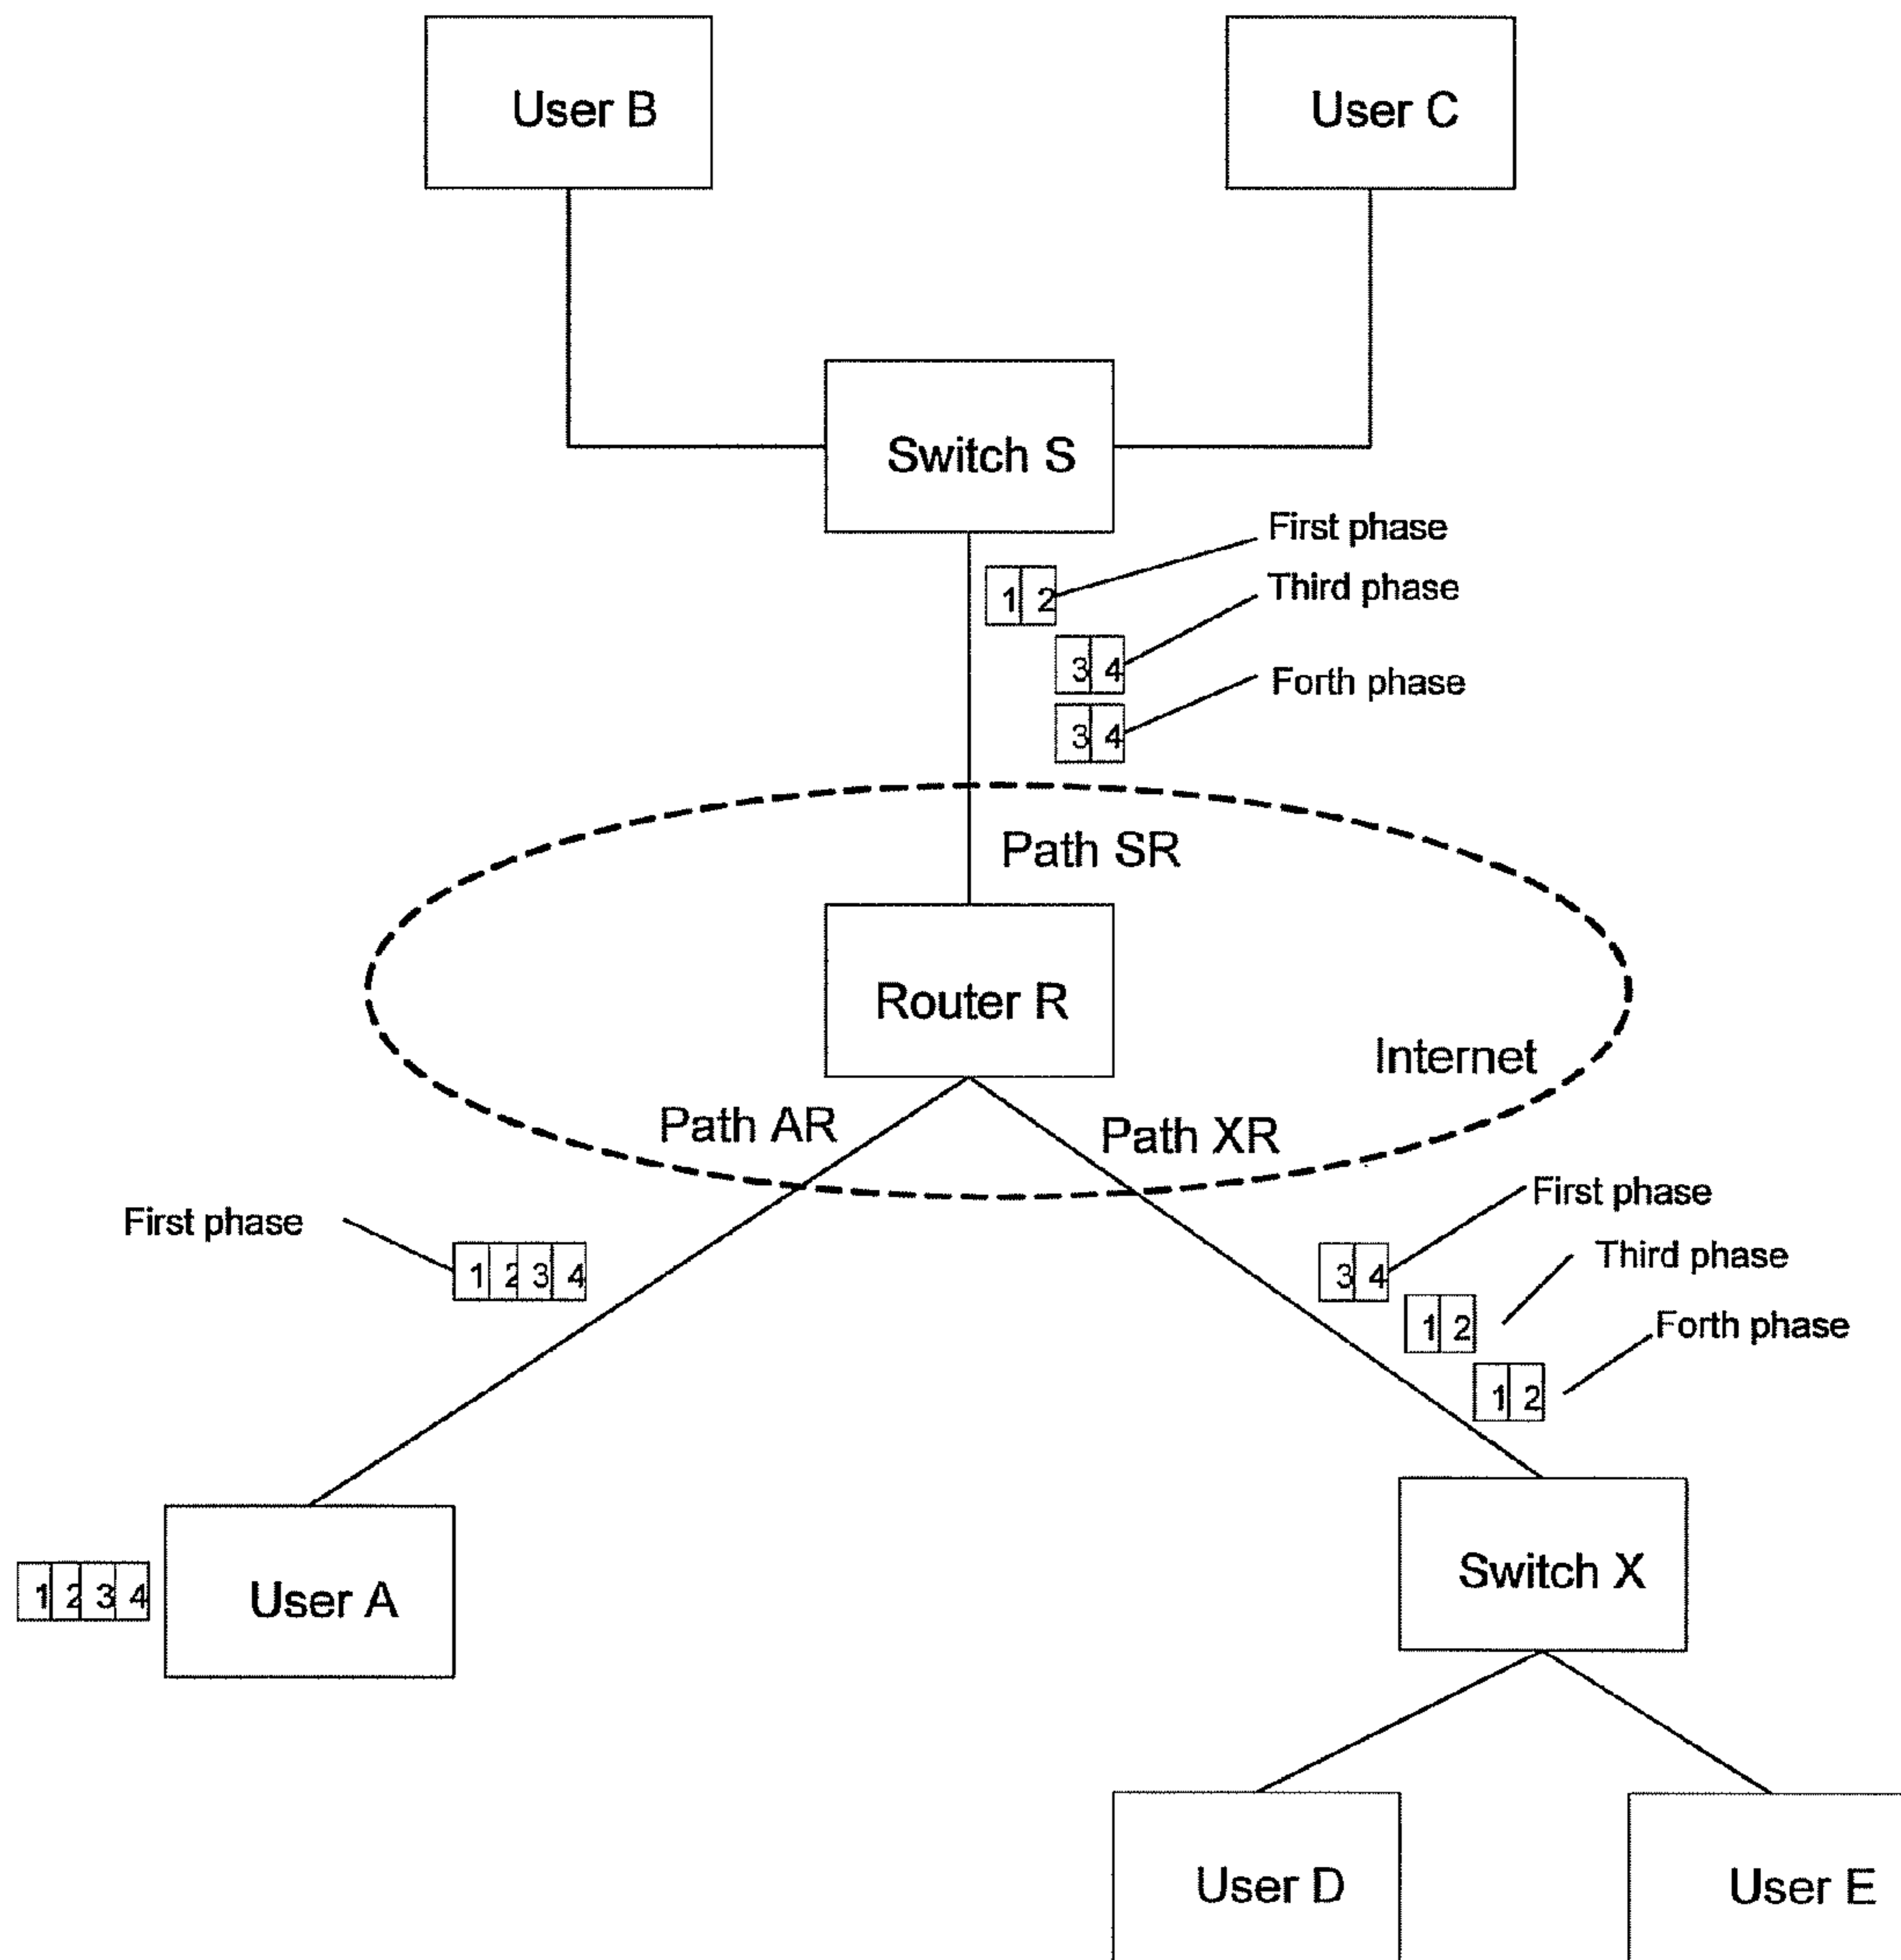 User B
User C
Switch S
First phase
1 2
Third phase
3 4
Forth phase
3 4
Path SR
Router R
Internet
Path AR
Path XR
First phase
1 2 3 4
First phase
3 4
Third phase
1 2
Forth phase
1 2
Switch X
1 2 3 4
User A
User D
User E